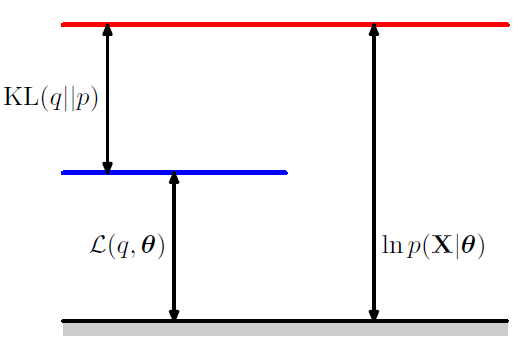 KL(q||p)
ℒ(q, θ)
ln p(X|θ)